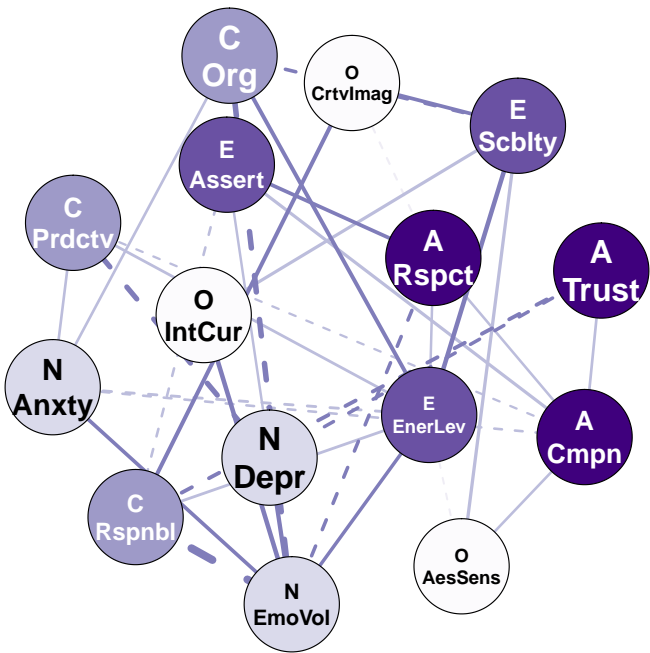 C
Org
O
CrtvImag
E
Scblty
E
Assert
C
Prdctv
A
Rspct
A
Trust
O
IntCur
N
Anxty
E
EnerLev
A
Cmpn
N
Depr
C
Rspnbl
O
AesSens
N
EmoVol